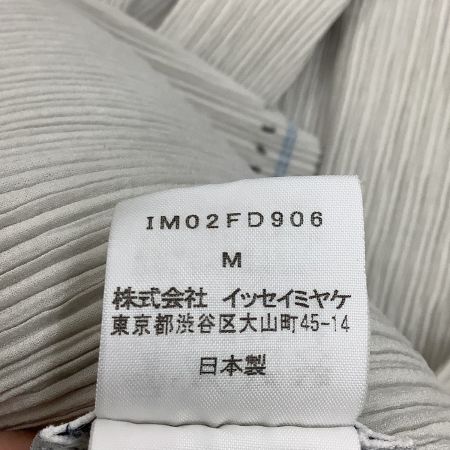 IM02FD906
M
株式会社 イッセイミヤケ
東京都渋谷区大山町45-14
日本製